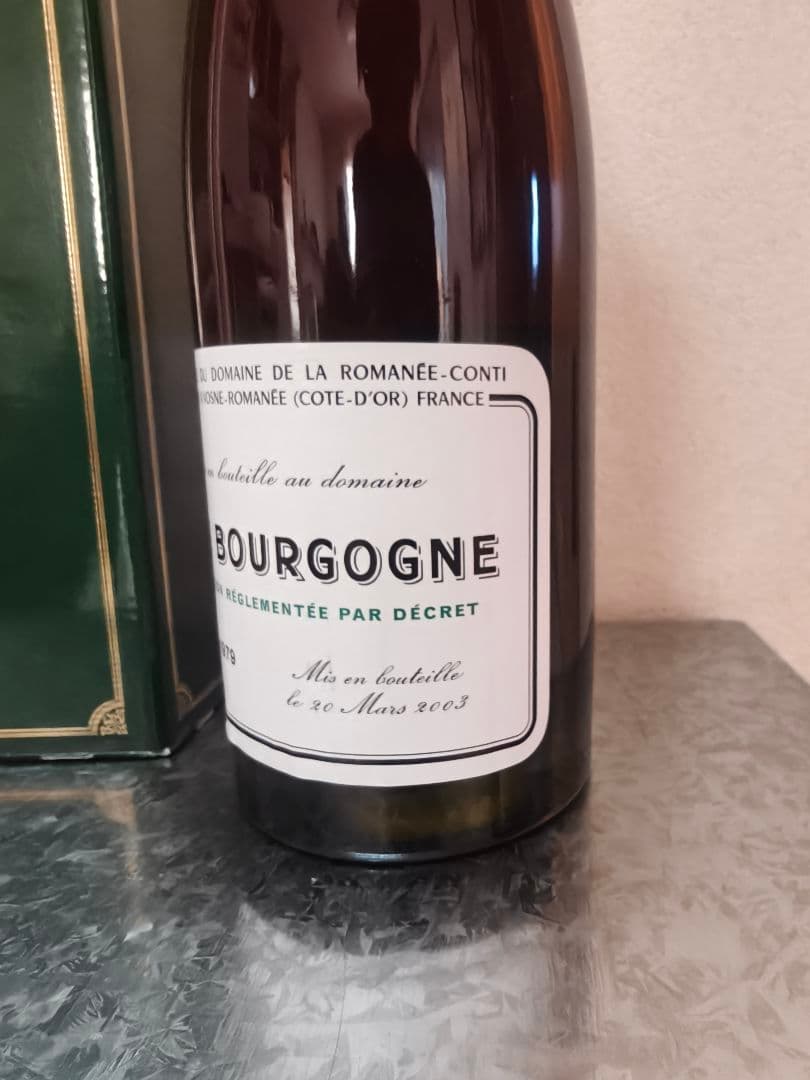 DU DOMAINE DE LA ROMANÉE-CONTI
VOSNE-ROMANÉE (COTE-D'OR) FRANCE
en bouteille au domaine
BOURGOGNE
RÉGLEMENTÉE PAR DÉCRET
1979
Mis en bouteille
le 20 Mars 2003